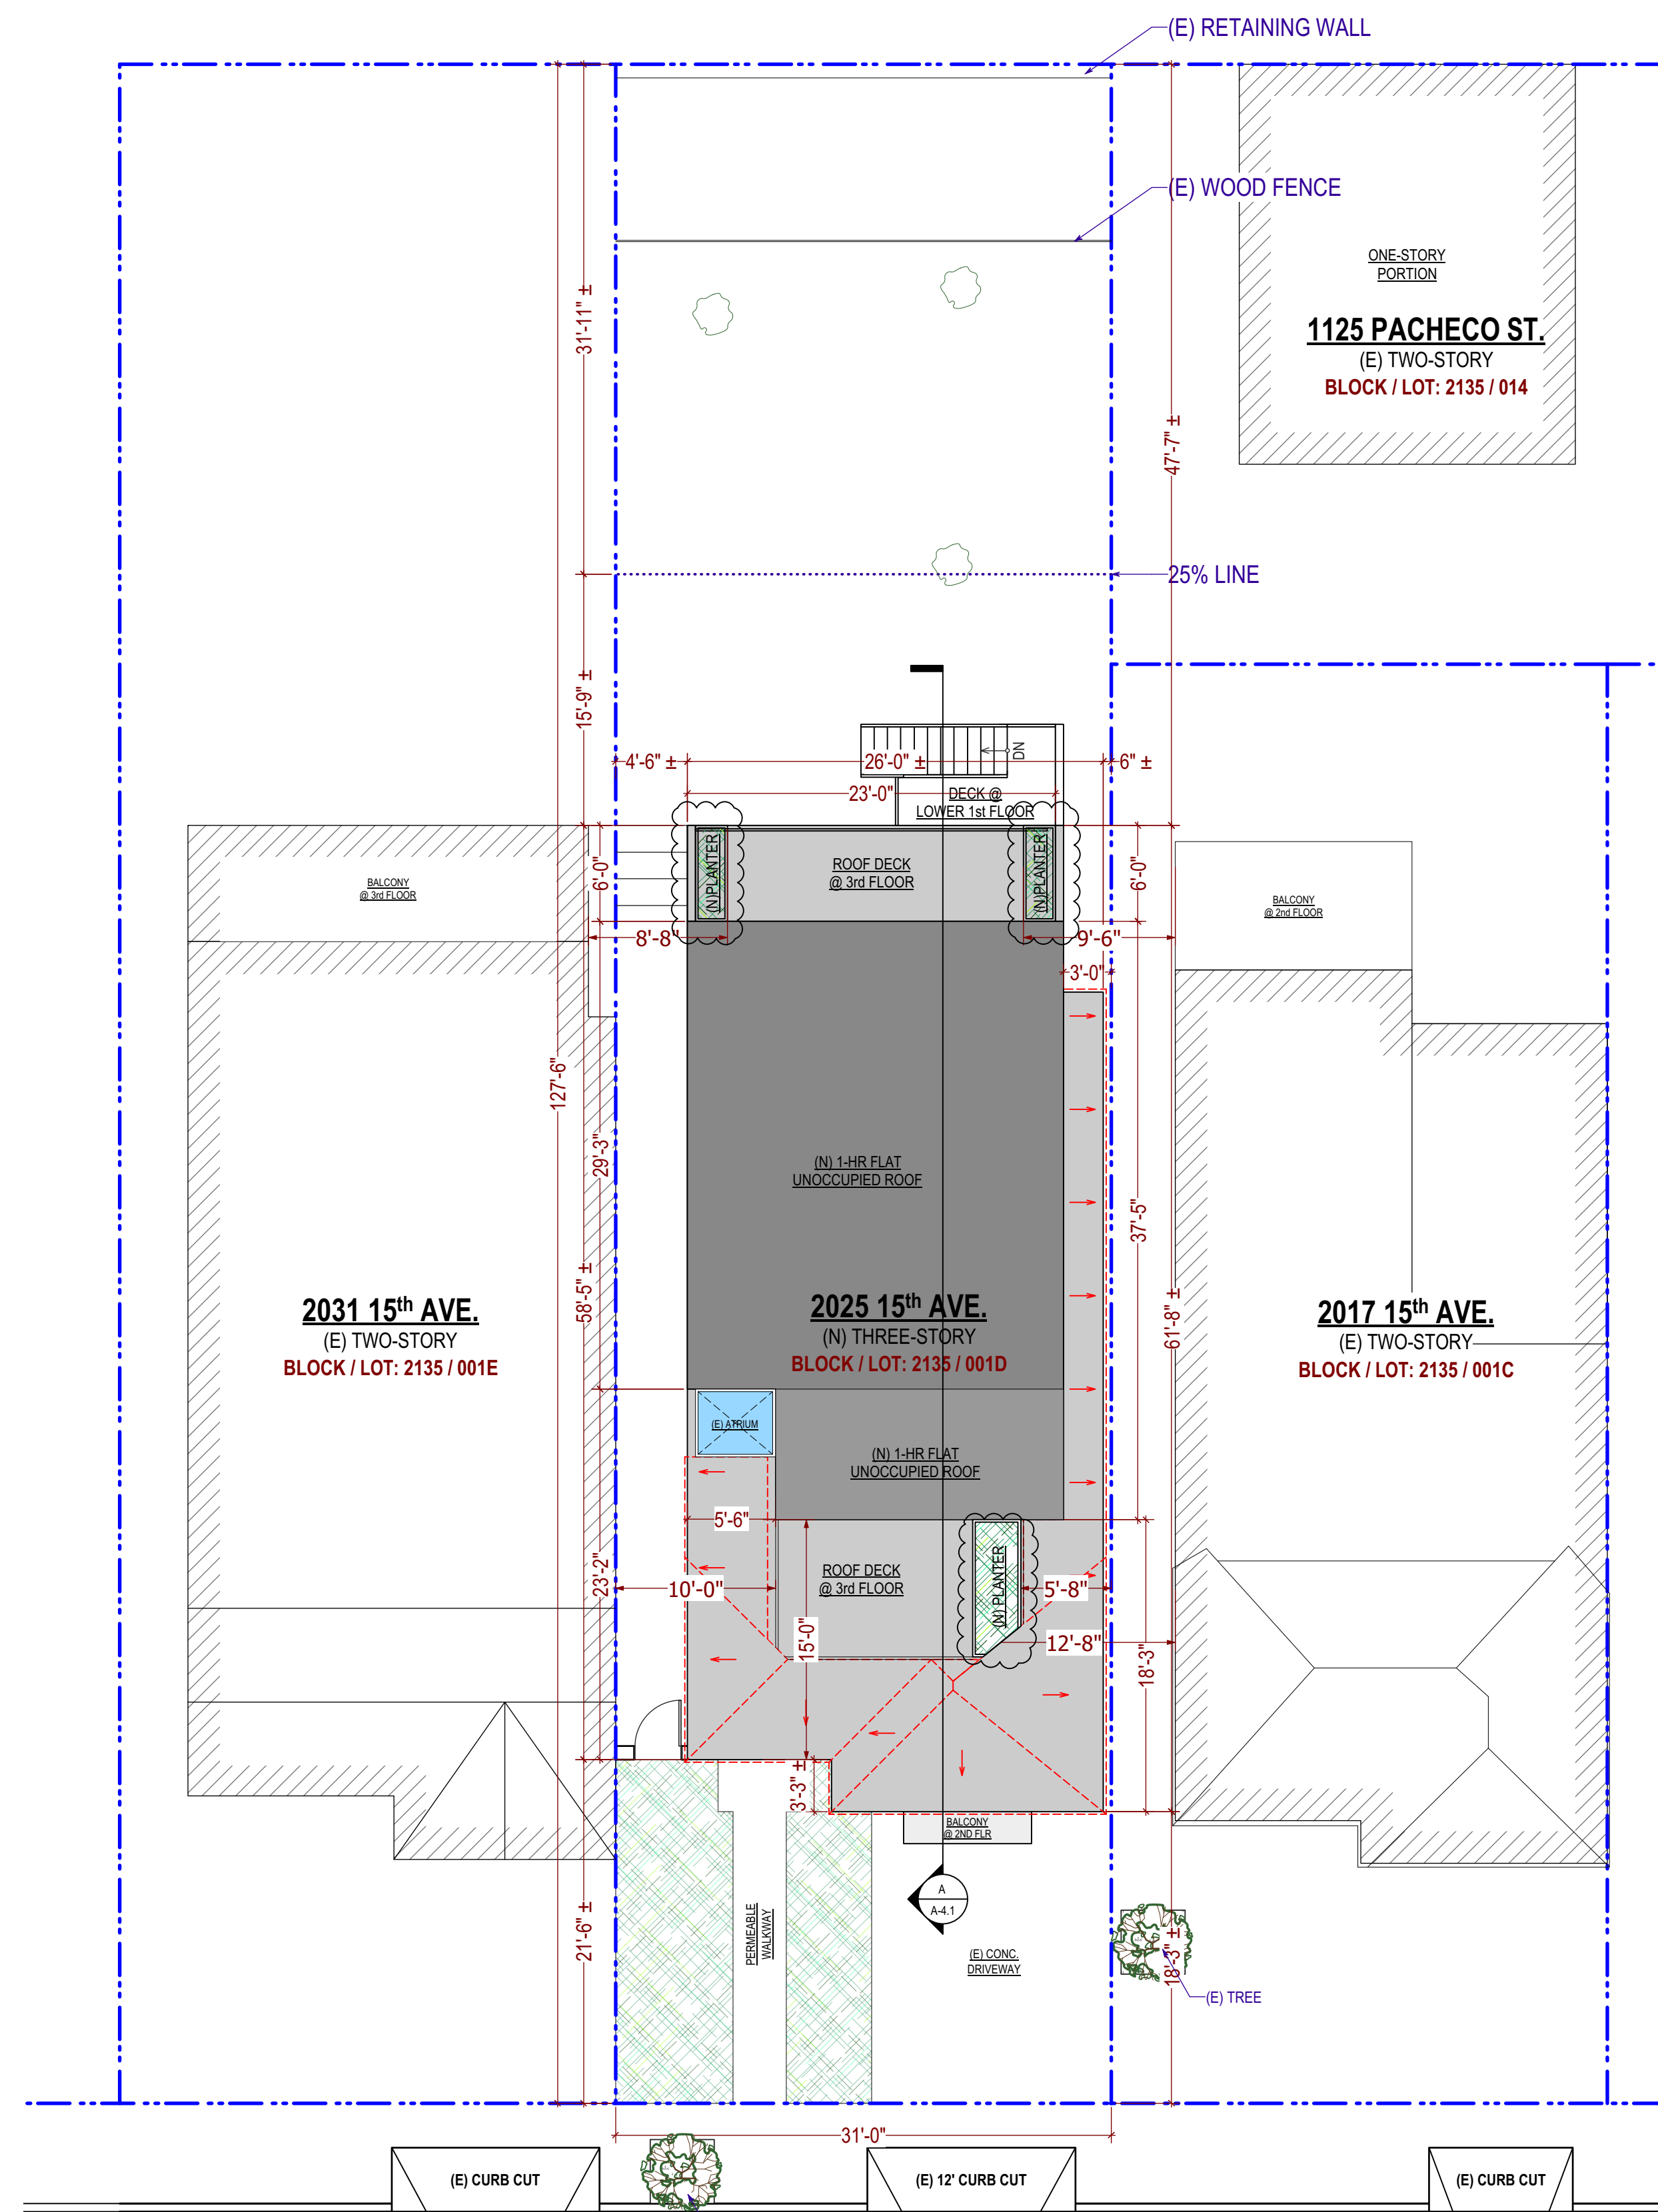 (E) RETAINING WALL
(E) WOOD FENCE
ONE-STORY
PORTION
1125 PACHECO ST.
(E) TWO-STORY
BLOCK / LOT: 2135 / 014
31'-11" ±
47'-7" ±
25% LINE
15'-9" ±
DN
4'-6" ±
26'-0" ±
6" ±
23'-0"
DECK @
LOWER 1st FLOOR
(N)PLANTER
ROOF DECK
@ 3rd FLOOR
(N)PLANTER
6'-0"
6'-0"
BALCONY
@ 3rd FLOOR
BALCONY
@ 2nd FLOOR
8'-8"
9'-6"
3'-0"
127'-6"
29'-3"
(N) 1-HR FLAT
UNOCCUPIED ROOF
37'-5"
58'-5" ±
61'-8" ±
2031 15th AVE.
(E) TWO-STORY
BLOCK / LOT: 2135 / 001E
2025 15th AVE.
(N) THREE-STORY
BLOCK / LOT: 2135 / 001D
2017 15th AVE.
(E) TWO-STORY
BLOCK / LOT: 2135 / 001C
(E) ATRIUM
(N) 1-HR FLAT
UNOCCUPIED ROOF
5'-6"
23'-2"
10'-0"
ROOF DECK
@ 3rd FLOOR
(N) PLANTER
5'-8"
15'-0"
12'-8"
18'-3"
3'-3" ±
BALCONY
@ 2ND FLR
A
A-4.1
21'-6" ±
PERMEABLE
WALKWAY
(E) CONC.
DRIVEWAY
18'-3" ±
(E) TREE
31'-0"
(E) CURB CUT
(E) 12' CURB CUT
(E) CURB CUT